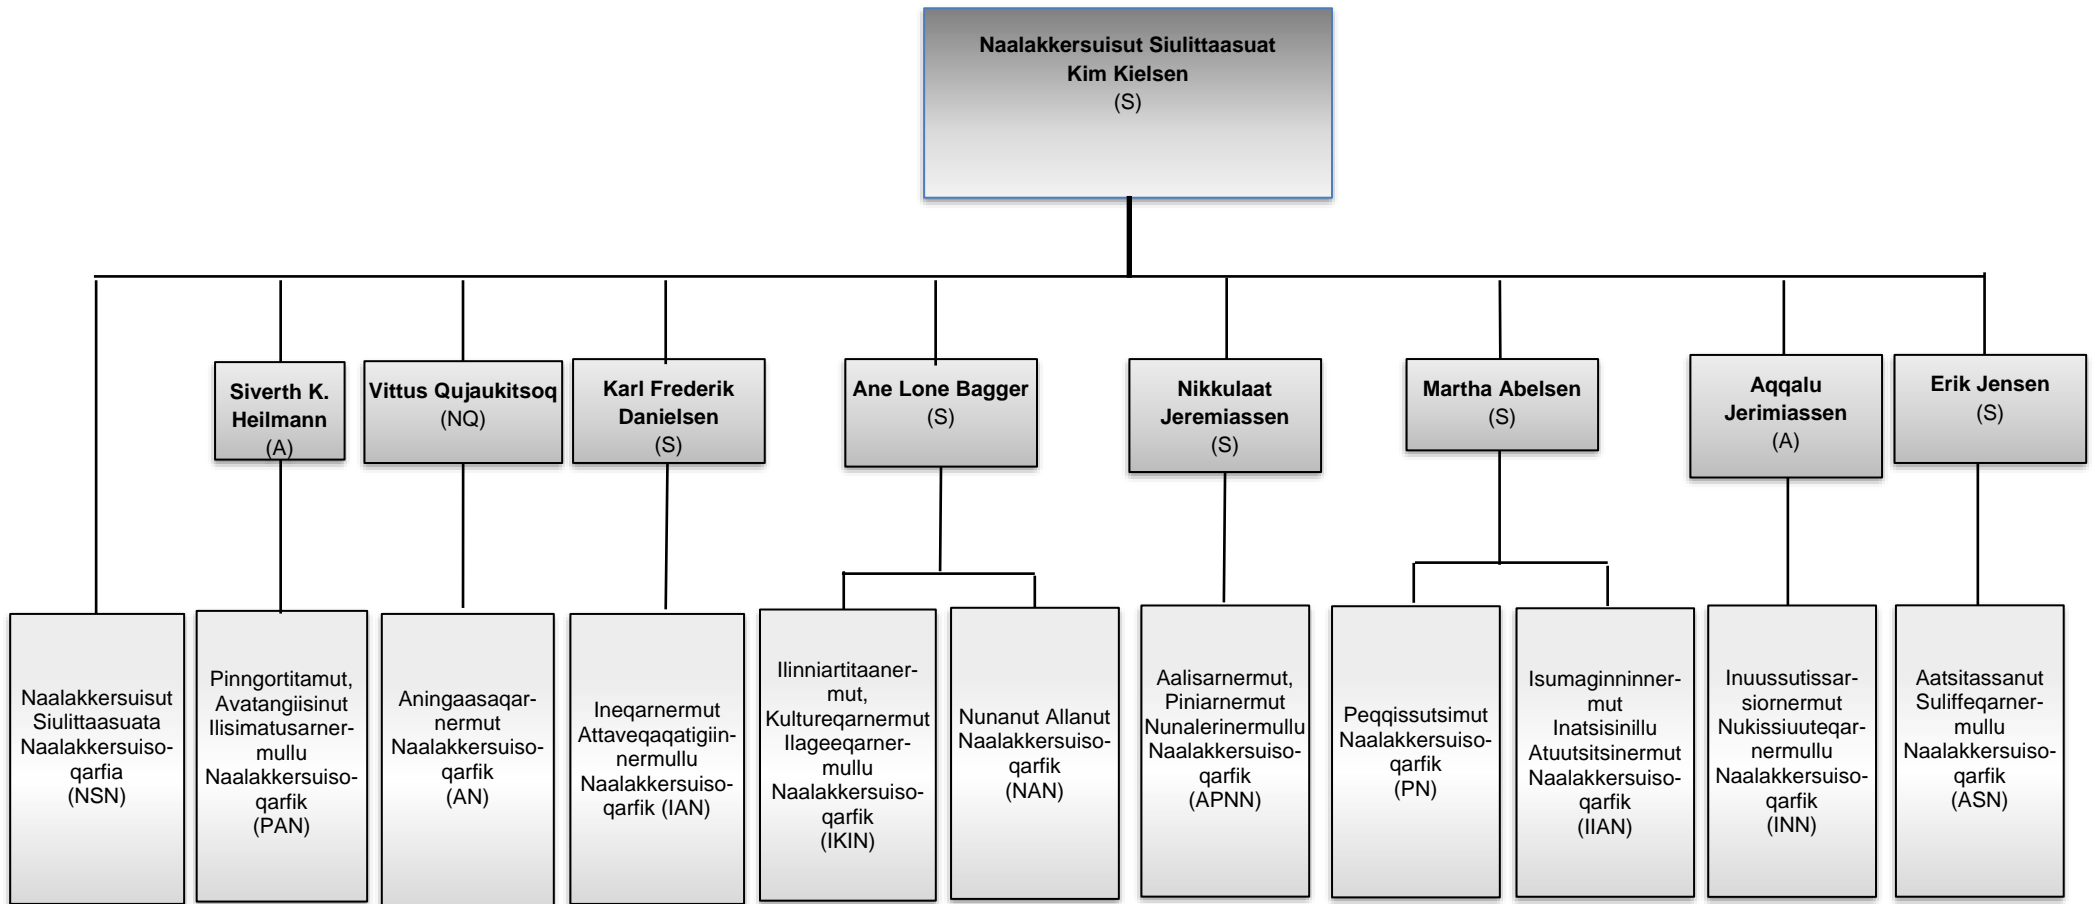 Naalakkersuisut Siulittaasuat
Kim Kielsen
(S)
Siverth K.
Heilmann
(A)
Vittus Qujaukitsoq
(NQ)
Karl Frederik
Danielsen
(S)
Ane Lone Bagger
(S)
Nikkulaat
Jeremiassen
(S)
Martha Abelsen
(S)
Aqqalu
Jerimiassen
(A)
Erik Jensen
(S)
Naalakkersuisut
Siulittaasuata
Naalakkersuiso-
qarfia
(NSN)
Pinngortitamut,
Avatangiisinut
Ilisimatusarner-
mullu
Naalakkersuiso-
qarfik
(PAN)
Aningaasaqar-
nermut
Naalakkersuiso-
qarfik
(AN)
Ineqarnermut
Attaveqaqatigiin-
nermullu
Naalakkersuiso-
qarfik (IAN)
Ilinniartitaaner-
mut,
Kultureqarnermut
Ilageeqarner-
mullu
Naalakkersuiso-
qarfik
(IKIN)
Nunanut Allanut
Naalakkersuiso-
qarfik
(NAN)
Aalisarnermut,
Piniarnermut
Nunalerinermullu
Naalakkersuiso-
qarfik
(APNN)
Peqqissutsimut
Naalakkersuiso-
qarfik
(PN)
Isumaginninner-
mut
Inatsisinillu
Atuutsitsinermut
Naalakkersuiso-
qarfik
(IIAN)
Inuussutissar-
siornermut
Nukissiuuteqar-
nermullu
Naalakkersuiso-
qarfik
(INN)
Aatsitassanut
Suliffeqarner-
mullu
Naalakkersuiso-
qarfik
(ASN)